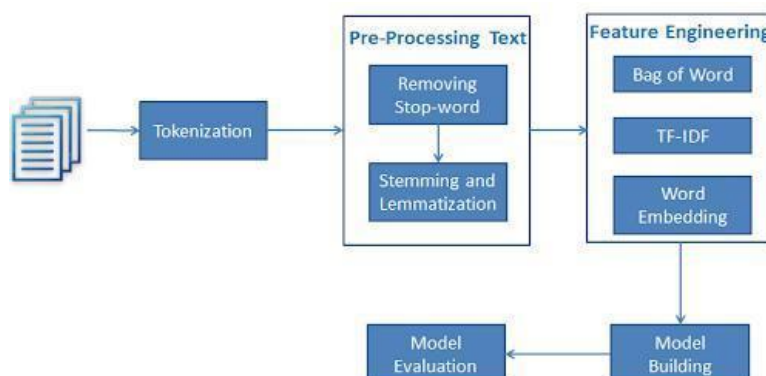 Pre-Processing Text
Feature Engineering
Removing
Stop-word
Bag of Word
Tokenization
TF-IDF
Stemming and
Lemmatization
Word
Embedding
Model
Evaluation
Model
Building